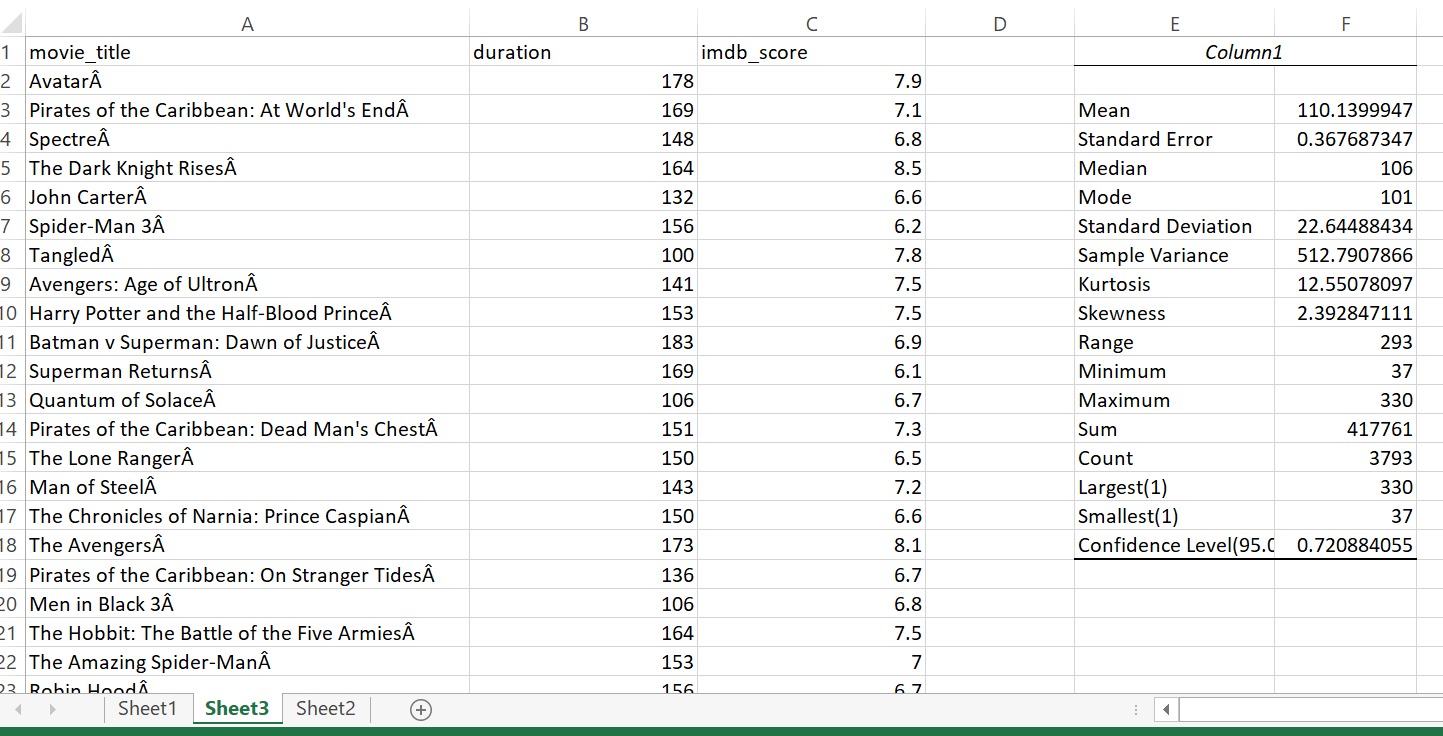 A B C D E F
1 movie_title duration imdb_score Column1
2 AvatarÂ 178 7.9
3 Pirates of the Caribbean: At World's EndÂ 169 7.1 Mean 110.1399947
4 SpectreÂ 148 6.8 Standard Error 0.367687347
5 The Dark Knight RisesÂ 164 8.5 Median 106
6 John CarterÂ 132 6.6 Mode 101
7 Spider-Man 3Â 156 6.2 Standard Deviation 22.64488434
8 TangledÂ 100 7.8 Sample Variance 512.7907866
9 Avengers: Age of UltronÂ 141 7.5 Kurtosis 12.55078097
10 Harry Potter and the Half-Blood PrinceÂ 153 7.5 Skewness 2.392847111
11 Batman v Superman: Dawn of JusticeÂ 183 6.9 Range 293
12 Superman ReturnsÂ 169 6.1 Minimum 37
13 Quantum of SolaceÂ 106 6.7 Maximum 330
14 Pirates of the Caribbean: Dead Man's ChestÂ 151 7.3 Sum 417761
15 The Lone RangerÂ 150 6.5 Count 3793
16 Man of SteelÂ 143 7.2 Largest(1) 330
17 The Chronicles of Narnia: Prince CaspianÂ 150 6.6 Smallest(1) 37
18 The AvengersÂ 173 8.1 Confidence Level(95.0 0.720884055
19 Pirates of the Caribbean: On Stranger TidesÂ 136 6.7
20 Men in Black 3Â 106 6.8
21 The Hobbit: The Battle of the Five ArmiesÂ 164 7.5
22 The Amazing Spider-ManÂ 153 7
23 Robin HoodÂ 156 6.7
Sheet1 Sheet3 Sheet2